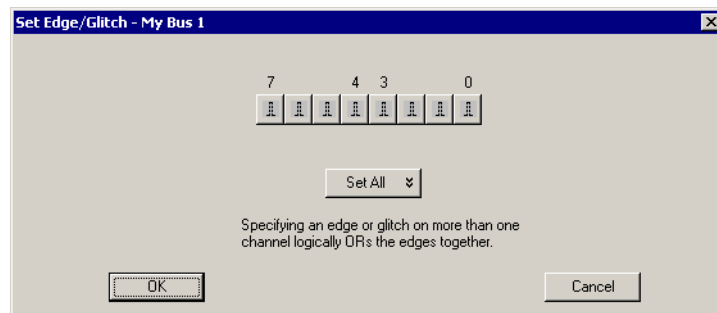 Set Edge/Glitch - My Bus 1
7 4 3 0
Set All
Specifying an edge or glitch on more than one
channel logically ORs the edges together.
OK Cancel